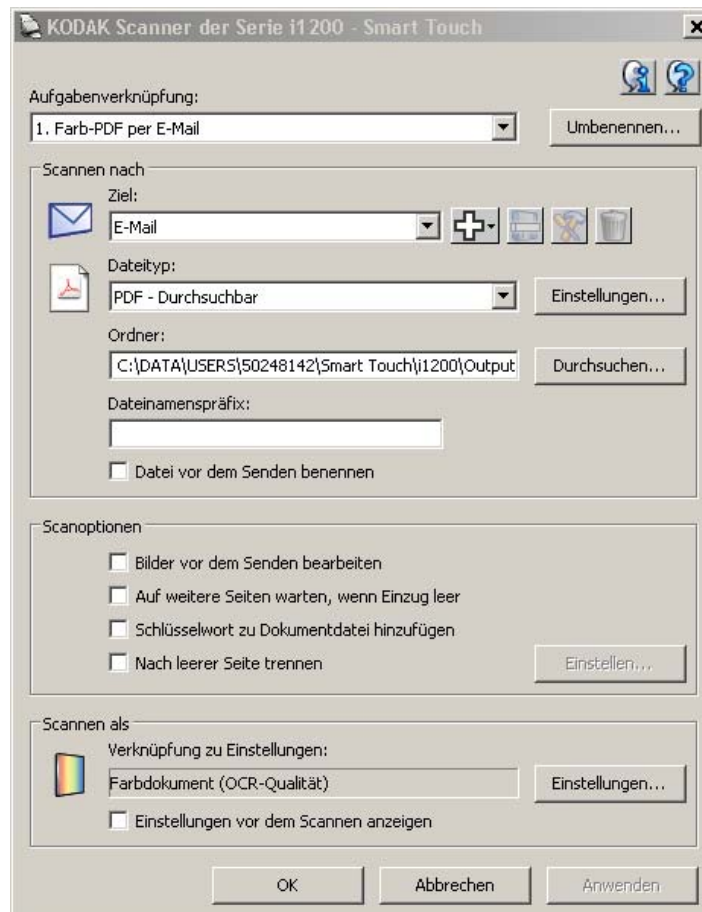 KODAK Scanner der Serie i1200 - Smart Touch
Aufgabenverknüpfung:
1. Farb-PDF per E-Mail
Umbenennen...
Scannen nach
Ziel:
E-Mail
Dateityp:
PDF - Durchsuchbar
Einstellungen...
Ordner:
C:\DATA\USERS\50248142\Smart Touch\i1200\Output
Durchsuchen...
Dateinamenspräfix:
Datei vor dem Senden benennen
Scanoptionen
Bilder vor dem Senden bearbeiten
Auf weitere Seiten warten, wenn Einzug leer
Schlüsselwort zu Dokumentdatei hinzufügen
Nach leerer Seite trennen
Einstellen...
Scannen als
Verknüpfung zu Einstellungen:
Farbdokument (OCR-Qualität)
Einstellungen...
Einstellungen vor dem Scannen anzeigen
OK
Abbrechen
Anwenden